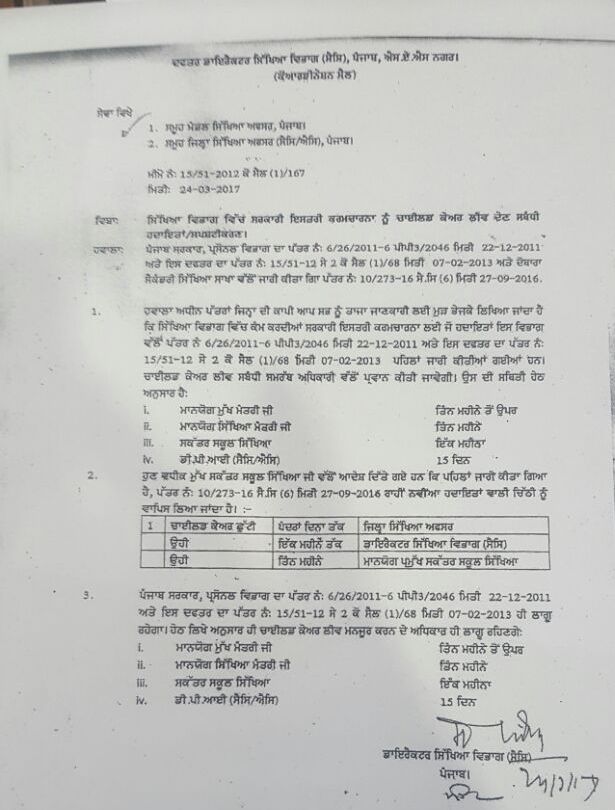 ਦਫਤਰ ਡਾਇਰੈਕਟਰ ਸਿੱਖਿਆ ਵਿਭਾਗ (ਸੈਸਿ), ਪੰਜਾਬ, ਐਸ.ਏ.ਐਸ ਨਗਰ।
(ਕੋਆਰਡੀਨੇਸ਼ਨ ਸੈਲ)
ਸੇਵਾ ਵਿਖੇ
1. ਸਮੂਹ ਮੰਡਲ ਸਿੱਖਿਆ ਅਫਸਰ, ਪੰਜਾਬ।
2. ਸਮੂਹ ਜਿਲ੍ਹਾ ਸਿੱਖਿਆ ਅਫਸਰ (ਸੈਸਿ/ਐਸਿ), ਪੰਜਾਬ।
ਮੀਮੋ ਨੰ: 15/51-2012 ਕੋ ਸੈਲ (1)/167
ਮਿਤੀ: 24-03-2017
ਵਿਸ਼ਾ: ਸਿੱਖਿਆ ਵਿਭਾਗ ਵਿੱਚ ਸਰਕਾਰੀ ਇਸਤਰੀ ਕਰਮਚਾਰਨਾ ਨੂੰ ਚਾਈਲਡ ਕੇਅਰ ਲੀਵ ਦੇਣ ਸਬੰਧੀ
ਹਦਾਇਤਾਂ/ਸਪਸ਼ਟੀਕਰਣ।
ਹਵਾਲਾ: ਪੰਜਾਬ ਸਰਕਾਰ, ਪ੍ਰਸੋਨਲ ਵਿਭਾਗ ਦਾ ਪੱਤਰ ਨੰ: 6/26/2011-6 ਪੀਪੀ3/2046 ਮਿਤੀ 22-12-2011
ਅਤੇ ਇਸ ਦਫਤਰ ਦਾ ਪੱਤਰ ਨੰ: 15/51-12 ਸੇ 2 ਕੋ ਸੈਲ (1)/68 ਮਿਤੀ 07-02-2013 ਅਤੇ ਦੋਬਾਰਾ
ਸੈਕੰਡਰੀ ਸਿੱਖਿਆ ਸਾਖਾ ਵੱਲੋਂ ਜਾਰੀ ਕੀਤਾ ਗਿਆ ਪੱਤਰ ਨੰ: 10/273-16 ਸੈ.ਸਿ (6) ਮਿਤੀ 27-09-2016.
1. ਹਵਾਲਾ ਅਧੀਨ ਪੱਤਰਾਂ ਜਿਨ੍ਹਾ ਦੀ ਕਾਪੀ ਆਪ ਸਭ ਨੂੰ ਤਾਜਾ ਜਾਣਕਾਰੀ ਲਈ ਮੁੜ ਭੇਜਕੇ ਲਿਖਿਆ ਜਾਂਦਾ ਹੈ
ਕਿ ਸਿੱਖਿਆ ਵਿਭਾਗ ਵਿੱਚ ਕੰਮ ਕਰਦੀਆਂ ਸਰਕਾਰੀ ਇਸਤਰੀ ਕਰਮਚਾਰਨਾ ਲਈ ਜੋ ਹਦਾਇਤਾਂ ਇਸ ਵਿਭਾਗ
ਵੱਲੋਂ ਪੱਤਰ ਨੰ: 6/26/2011-6 ਪੀਪੀ3/2046 ਮਿਤੀ 22-12-2011 ਅਤੇ ਇਸ ਦਫਤਰ ਦਾ ਪੱਤਰ ਨੰ:
15/51-12 ਸੇ 2 ਕੋ ਸੈਲ (1)/68 ਮਿਤੀ 07-02-2013 ਪਹਿਲਾਂ ਜਾਰੀ ਕੀਤੀਆਂ ਗਈਆਂ ਹਨ।
ਚਾਈਲਡ ਕੇਅਰ ਲੀਵ ਸਬੰਧੀ ਸਮਰੱਥ ਅਧਿਕਾਰੀ ਵੱਲੋਂ ਪ੍ਰਵਾਨ ਕੀਤੀ ਜਾਵੇਗੀ। ਉਸ ਦੀ ਸਥਿਤੀ ਹੇਠ
ਅਨੁਸਾਰ ਹੈ:
i. ਮਾਨਯੋਗ ਮੁੱਖ ਮੰਤਰੀ ਜੀ ਤਿੰਨ ਮਹੀਨੇ ਤੋਂ ਉਪਰ
ii. ਮਾਨਯੋਗ ਸਿੱਖਿਆ ਮੰਤਰੀ ਜੀ ਤਿੰਨ ਮਹੀਨੇ
iii. ਸਕੱਤਰ ਸਕੂਲ ਸਿੱਖਿਆ ਇੱਕ ਮਹੀਨਾ
iv. ਡੀ.ਪੀ.ਆਈ (ਸੈਸਿ/ਐਸਿ) 15 ਦਿਨ
2. ਹੁਣ ਵਧੀਕ ਮੁੱਖ ਸਕੱਤਰ ਸਕੂਲ ਸਿੱਖਿਆ ਜੀ ਵੱਲੋਂ ਆਦੇਸ਼ ਦਿੱਤੇ ਗਏ ਹਨ ਕਿ ਪਹਿਲਾਂ ਜਾਰੀ ਕੀਤਾ ਗਿਆ
ਹੈ, ਪੱਤਰ ਨੰ: 10/273-16 ਸੈ.ਸਿ (6) ਮਿਤੀ 27-09-2016 ਰਾਹੀਂ ਨਵੀਆਂ ਹਦਾਇਤਾਂ ਵਾਲੀ ਚਿੱਠੀ ਨੂੰ
ਵਾਪਿਸ ਲਿਆ ਜਾਂਦਾ ਹੈ। :-
1 ਚਾਈਲਡ ਕੇਅਰ ਛੁੱਟੀ ਪੰਦਰਾਂ ਦਿਨਾ ਤੱਕ ਜਿਲ੍ਹਾ ਸਿੱਖਿਆ ਅਫਸਰ
ਉਹੀ ਇੱਕ ਮਹੀਨੇ ਤੱਕ ਡਾਇਰੈਕਟਰ ਸਿੱਖਿਆ ਵਿਭਾਗ (ਸੈਸਿ)
ਉਹੀ ਤਿੰਨ ਮਹੀਨੇ ਮਾਨਯੋਗ ਪ੍ਰਮੁੱਖ ਸਕੱਤਰ ਸਕੂਲ ਸਿੱਖਿਆ
3. ਪੰਜਾਬ ਸਰਕਾਰ, ਪ੍ਰਸੋਨਲ ਵਿਭਾਗ ਦਾ ਪੱਤਰ ਨੰ: 6/26/2011-6 ਪੀਪੀ3/2046 ਮਿਤੀ 22-12-2011
ਅਤੇ ਇਸ ਦਫਤਰ ਦਾ ਪੱਤਰ ਨੰ: 15/51-12 ਸੇ 2 ਕੋ ਸੈਲ (1)/68 ਮਿਤੀ 07-02-2013 ਹੀ ਲਾਗੂ
ਰਹੇਗਾ। ਹੇਠ ਲਿਖੇ ਅਨੁਸਾਰ ਹੀ ਚਾਈਲਡ ਕੇਅਰ ਲੀਵ ਮਨਜੂਰ ਕਰਨ ਦੇ ਅਧਿਕਾਰ ਹੀ ਲਾਗੂ ਰਹਿਣਗੇ:
i. ਮਾਨਯੋਗ ਮੁੱਖ ਮੰਤਰੀ ਜੀ ਤਿੰਨ ਮਹੀਨੇ ਤੋਂ ਉਪਰ
ii. ਮਾਨਯੋਗ ਸਿੱਖਿਆ ਮੰਤਰੀ ਜੀ ਤਿੰਨ ਮਹੀਨੇ
iii. ਸਕੱਤਰ ਸਕੂਲ ਸਿੱਖਿਆ ਇੱਕ ਮਹੀਨਾ
iv. ਡੀ.ਪੀ.ਆਈ (ਸੈਸਿ/ਐਸਿ) 15 ਦਿਨ
ਡਾਇਰੈਕਟਰ ਸਿੱਖਿਆ ਵਿਭਾਗ (ਸੈਸਿ)
ਪੰਜਾਬ।